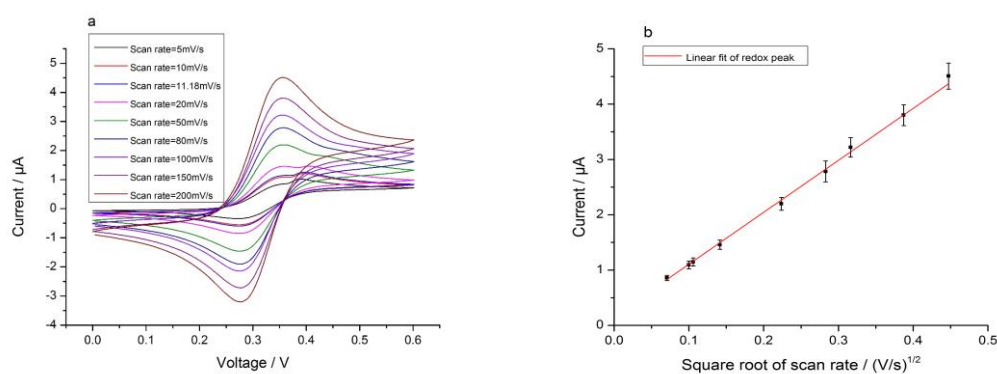 a
Scan rate=5mV/s
Scan rate=10mV/s
Scan rate=11.18mV/s
Scan rate=20mV/s
Scan rate=50mV/s
Scan rate=80mV/s
Scan rate=100mV/s
Scan rate=150mV/s
Scan rate=200mV/s
Current / µA
5
4
3
2
1
0
-1
-2
-3
-4
0.0 0.1 0.2 0.3 0.4 0.5 0.6
Voltage / V
b
Linear fit of redox peak
Current / µA
5
4
3
2
1
0
0.0 0.1 0.2 0.3 0.4 0.5
Square root of scan rate / (V/s)^1/2